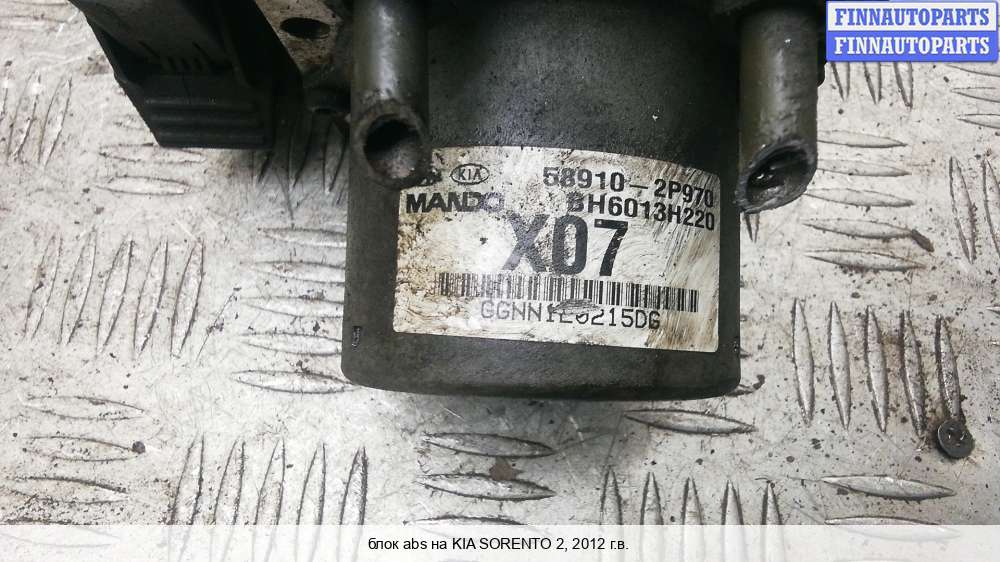 FINNAUTOPARTS
FINNAUTOPARTS
KIA 58910-2P970
MANDO BH6013H220
X07
блок abs на KIA SORENTO 2, 2012 г.в.